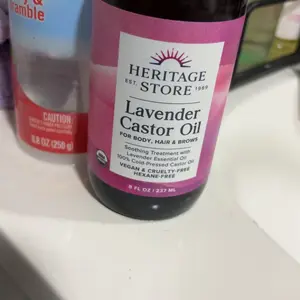 &
ramble
CAUTION
8.8 OZ (250 g)
HERITAGE
EST. STORE 1969
Lavender
Castor Oil
FOR BODY, HAIR & BROWS
Soothing Treatment with
Lavender Essential Oil
100% Cold-Pressed Castor Oil
VEGAN & CRUELTY-FREE
HEXANE-FREE
8 FL OZ / 237 ML